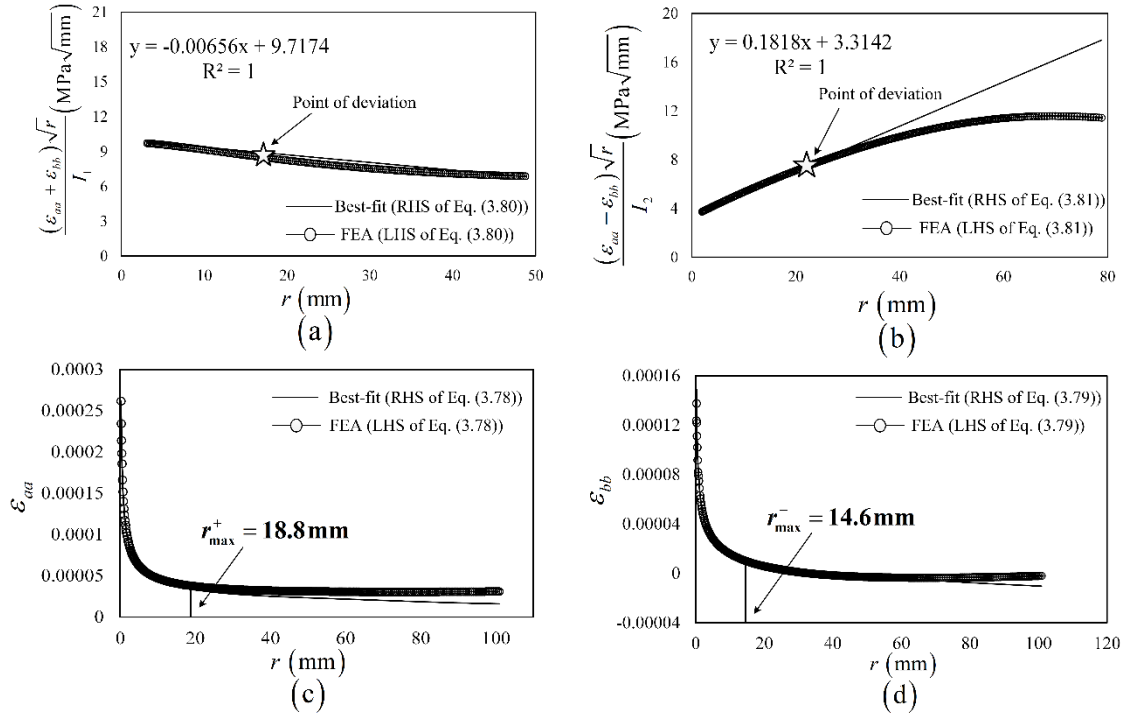 y = -0.00656x + 9.7174
R² = 1
Point of deviation
Best-fit (RHS of Eq. (3.80))
FEA (LHS of Eq. (3.80))
(ε_aa + ε_bb)√r / I₁ (MPa√mm)
21
18
15
12
9
6
3
0
0 10 20 30 40 50
r (mm)
(a)
y = 0.1818x + 3.3142
R² = 1
Point of deviation
Best-fit (RHS of Eq. (3.81))
FEA (LHS of Eq. (3.81))
(ε_aa − ε_bb)√r / I₂ (MPa√mm)
20
16
12
8
4
0
0 20 40 60 80
r (mm)
(b)
Best-fit (RHS of Eq. (3.78))
FEA (LHS of Eq. (3.78))
r⁺max = 18.8mm
ε_aa
0.0003
0.00025
0.0002
0.00015
0.0001
0.00005
0
0 20 40 60 80 100
r (mm)
(c)
Best-fit (RHS of Eq. (3.79))
FEA (LHS of Eq. (3.79))
r⁻max = 14.6mm
ε_bb
0.00016
0.00012
0.00008
0.00004
0
-0.00004
0 20 40 60 80 100 120
r (mm)
(d)